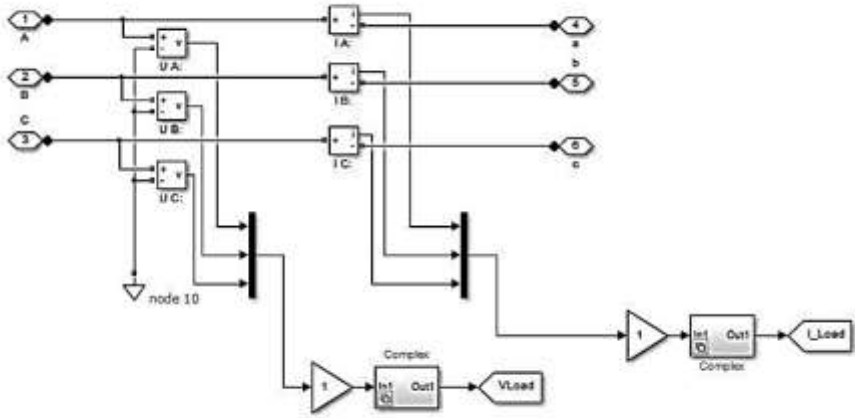 1
A
+
-
v
U A:
i
-
+
I A:
4
a
b
2
B
+
-
v
U B:
i
-
+
I B:
5
C
3
+
-
v
U C:
i
-
+
I C:
6
c
node 10
1
In1 Out1
Complex
I_Load
Complex
1
In1 Out1
VLoad